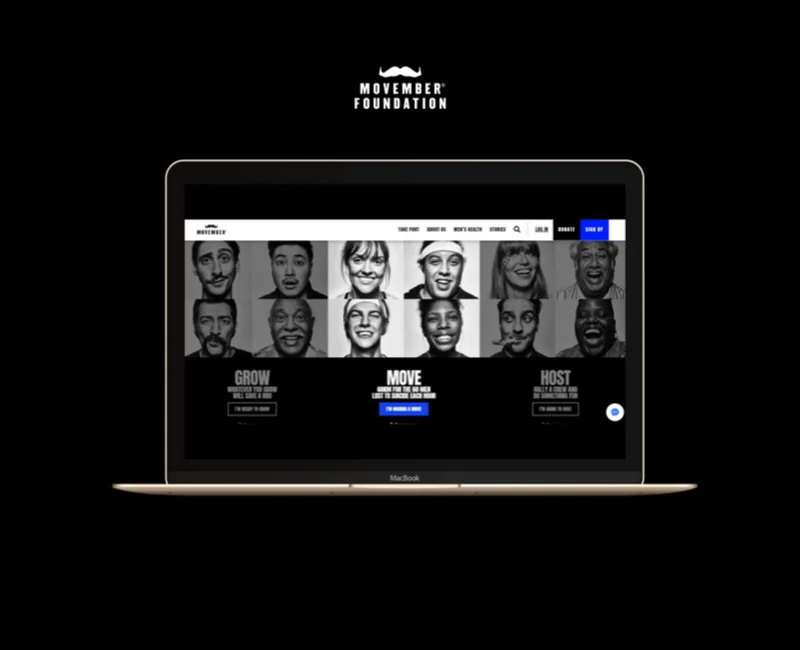 MOVEMBER®
FOUNDATION
MOVEMBER®
TAKE PART ABOUT US MEN'S HEALTH STORIES LOG IN DONATE SIGN UP
GROW
WHATEVER YOU GROW
WILL SAVE A BRO
I'M READY TO GROW
MOVE
60KM FOR THE 60 MEN
LOST TO SUICIDE EACH HOUR
I'M MAKING A MOVE
HOST
RALLY A CREW AND
DO SOMETHING FUN
I'M GOING TO HOST
MacBook